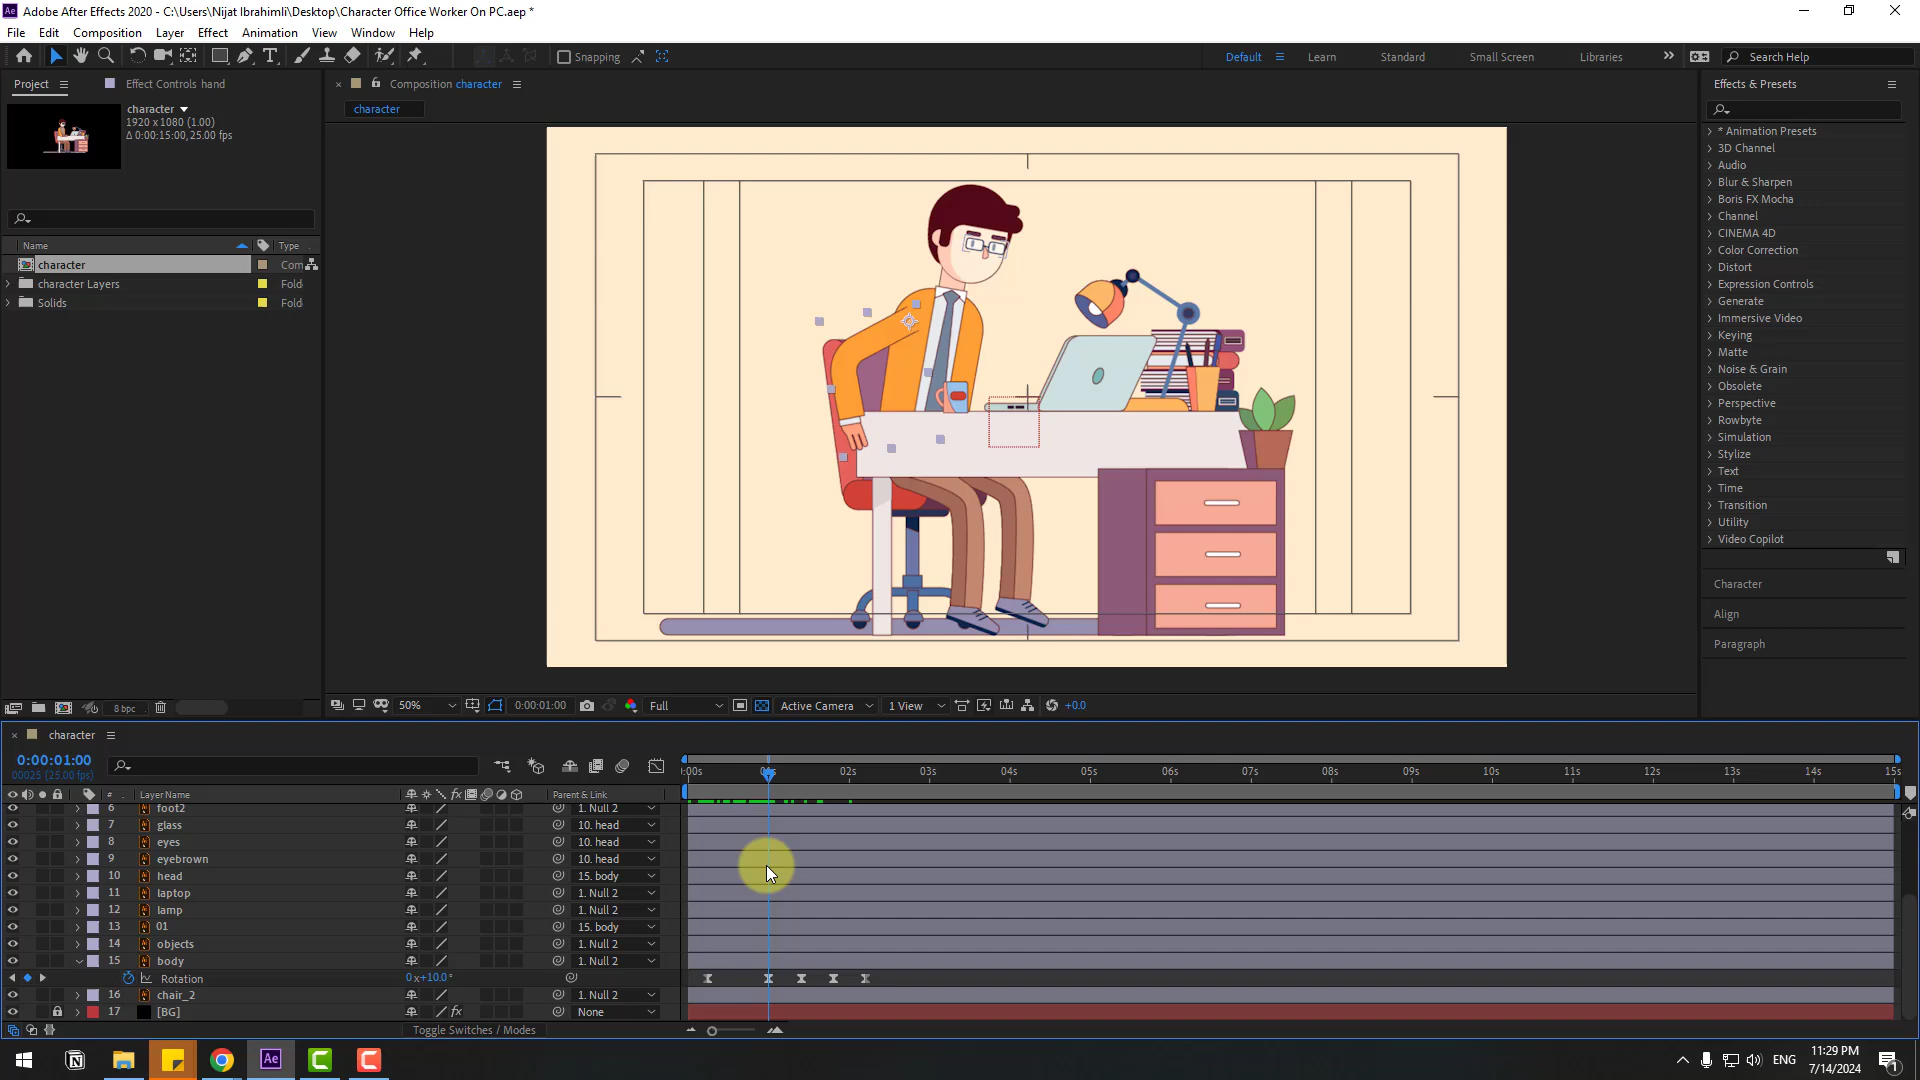 Adobe After Effects 2020 - C:\Users\Nijat Ibrahimli\Desktop\Character Office Worker On PC.aep *
File Edit Composition Layer Effect Animation View Window Help
Snapping Default Learn Standard Small Screen Libraries Search Help
Project Effect Controls hand
character
1920 x 1080 (1.00)
Δ 0:00:15:00, 25.00 fps
Name Type
character Com
character Layers Fold
Solids Fold
8 bpc
Composition character
character
50% 0:00:01:00 Full Active Camera 1 View +0.0
Effects & Presets
* Animation Presets
3D Channel
Audio
Blur & Sharpen
Boris FX Mocha
Channel
CINEMA 4D
Color Correction
Distort
Expression Controls
Generate
Immersive Video
Keying
Matte
Noise & Grain
Obsolete
Perspective
Rowbyte
Simulation
Stylize
Text
Time
Transition
Utility
Video Copilot
Character
Align
Paragraph
character
0:00:01:00
00025 (25.00 fps)
:00s 02s 03s 04s 05s 06s 07s 08s 09s 10s 11s 12s 13s 14s 15s
# Layer Name fx Parent & Link
6 foot2 1. Null 2
7 glass 10. head
8 eyes 10. head
9 eyebrown 10. head
10 head 15. body
11 laptop 1. Null 2
12 lamp 1. Null 2
13 01 15. body
14 objects 1. Null 2
15 body 1. Null 2
Rotation 0x+10.0°
16 chair_2 1. Null 2
17 [BG] fx None
Toggle Switches / Modes
ENG
11:29 PM
7/14/2024
1